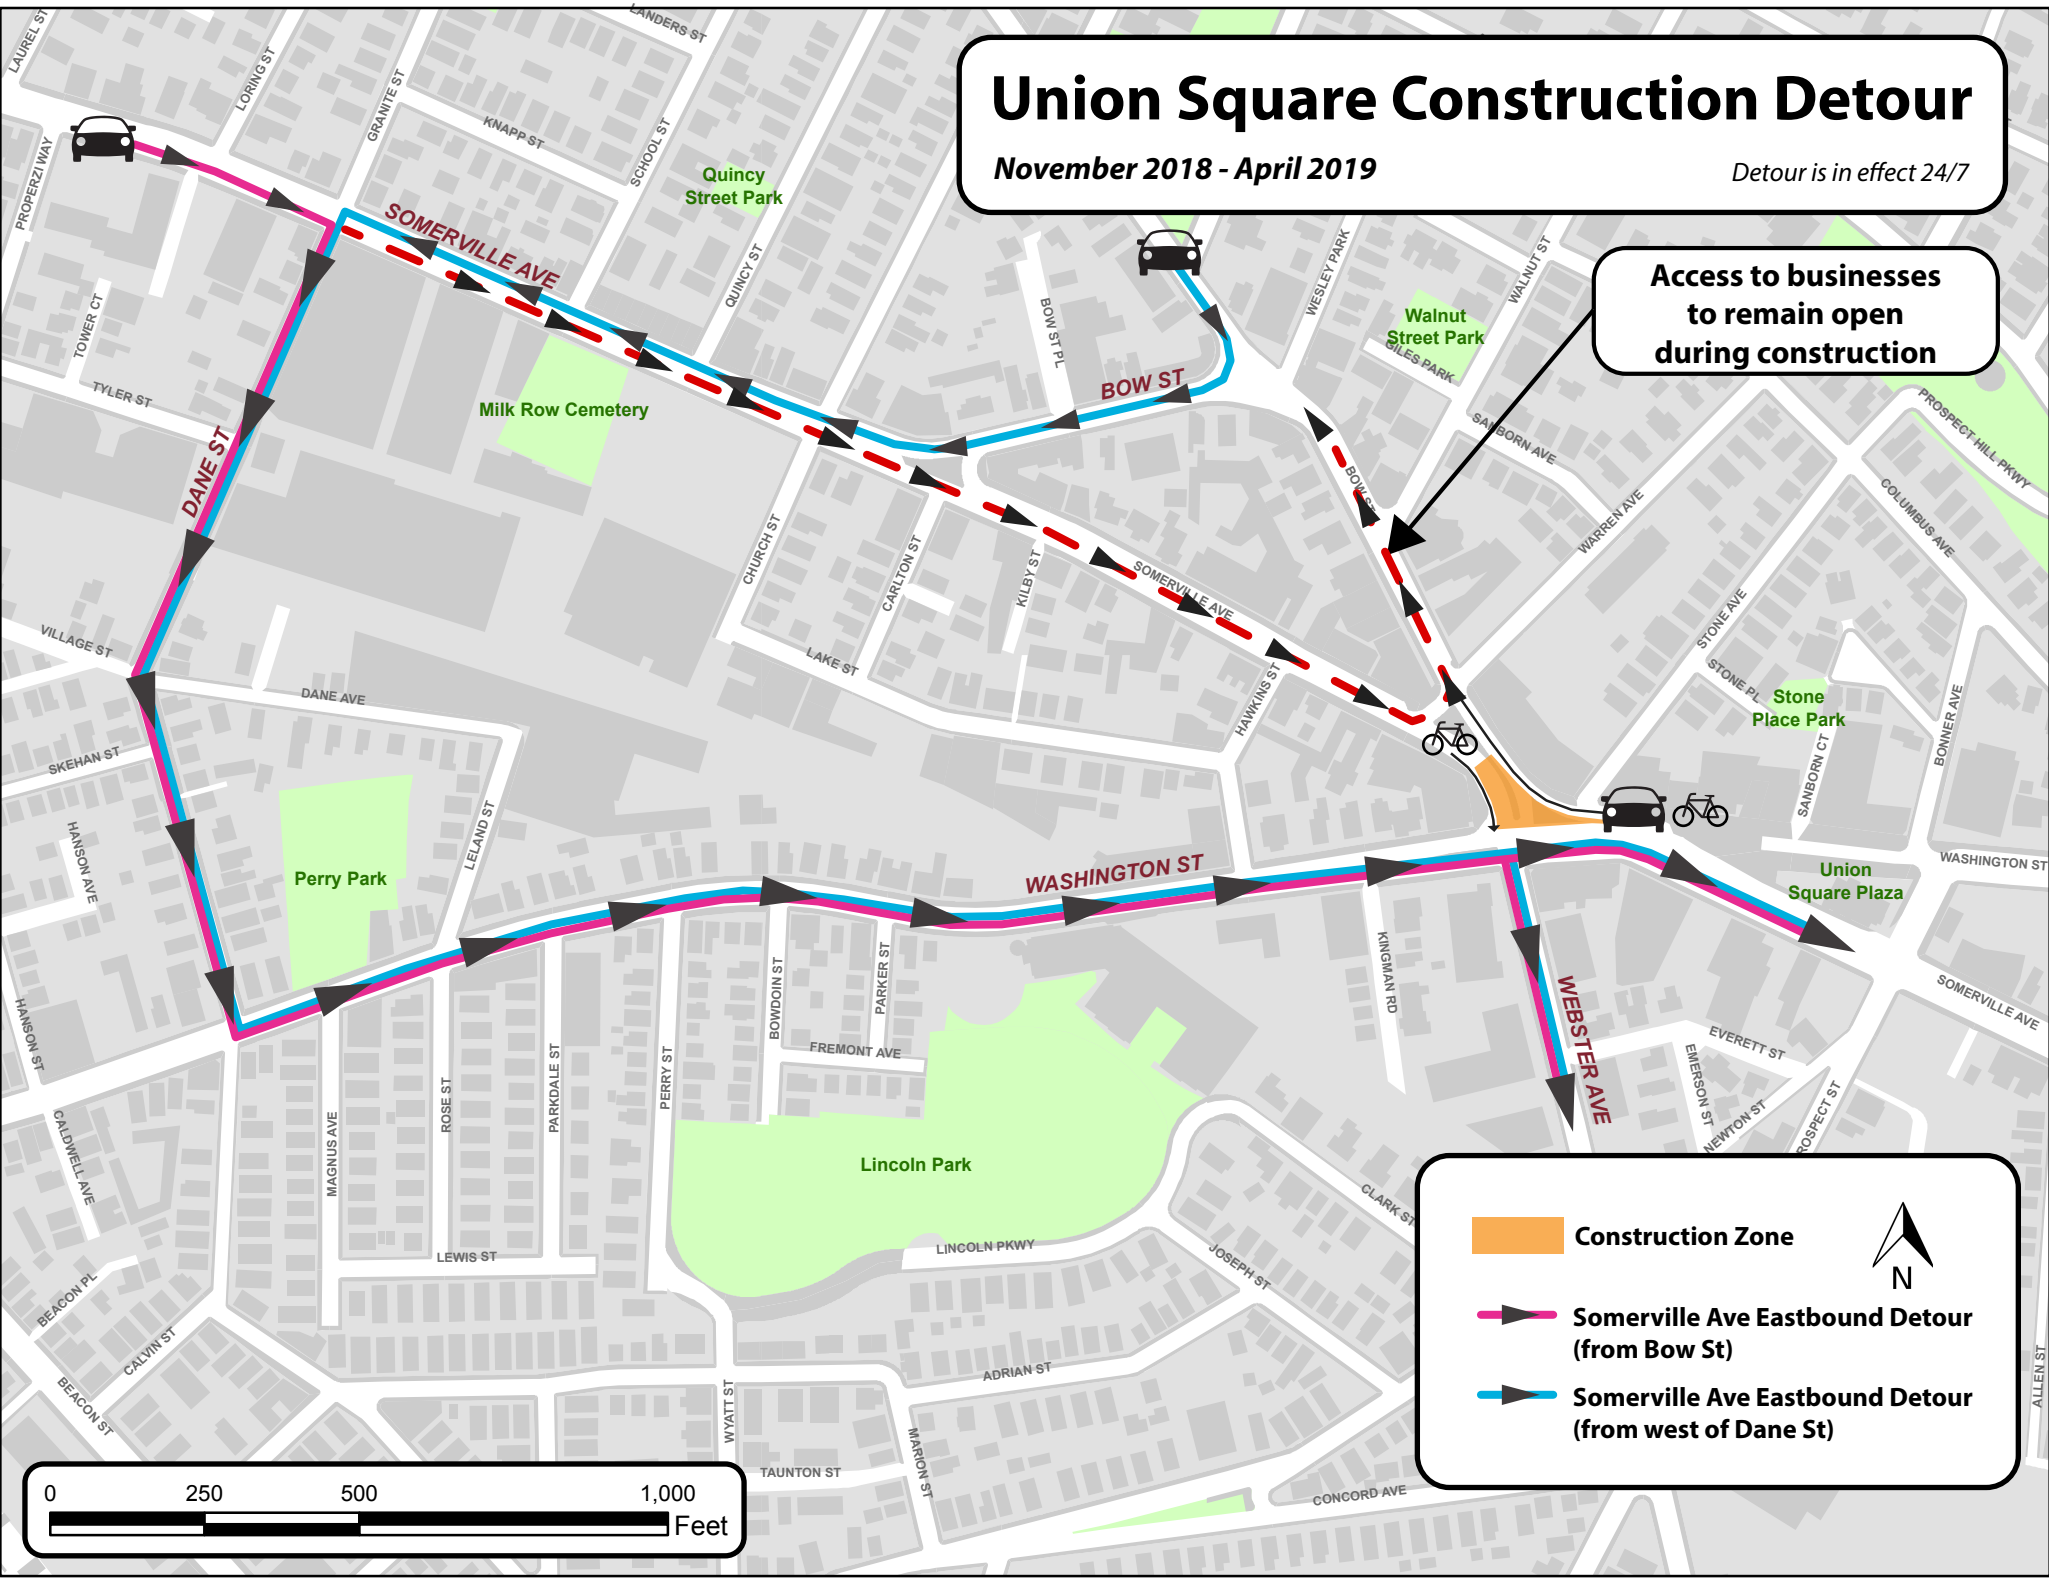 Union Square Construction Detour
November 2018 - April 2019
Detour is in effect 24/7
Access to businesses
to remain open
during construction
LAUREL ST
LORING ST
GRANITE ST
LANDERS ST
KNAPP ST
SCHOOL ST
PROPERZI WAY
Quincy
Street Park
QUINCY ST
SOMERVILLE AVE
TOWER CT
TYLER ST
Milk Row Cemetery
DANE ST
BOW ST PL
BOW ST
WESLEY PARK
WALNUT ST
Walnut
Street Park
GILES PARK
SANBORN AVE
BOW ST
WARREN AVE
PROSPECT HILL PKWY
COLUMBUS AVE
CHURCH ST
CARLTON ST
KILBY ST
SOMERVILLE AVE
STONE AVE
VILLAGE ST
DANE AVE
LAKE ST
HAWKINS ST
STONE PL
Stone
Place Park
BONNER AVE
SANBORN CT
SKEHAN ST
HANSON AVE
LELAND ST
Perry Park
WASHINGTON ST
Union
Square Plaza
WASHINGTON ST
HANSON ST
BOWDOIN ST
PARKER ST
KINGMAN RD
WEBSTER AVE
SOMERVILLE AVE
EVERETT ST
EMERSON ST
NEWTON ST
ROSPECT ST
FREMONT AVE
PERRY ST
PARKDALE ST
ROSE ST
MAGNUS AVE
CALDWELL AVE
Lincoln Park
CLARK ST
LINCOLN PKWY
JOSEPH ST
LEWIS ST
BEACON PL
CALVIN ST
BEACON ST
ADRIAN ST
WYATT ST
MARION ST
TAUNTON ST
CONCORD AVE
ALLEN ST
Construction Zone
N
Somerville Ave Eastbound Detour
(from Bow St)
Somerville Ave Eastbound Detour
(from west of Dane St)
0 250 500 1,000
Feet